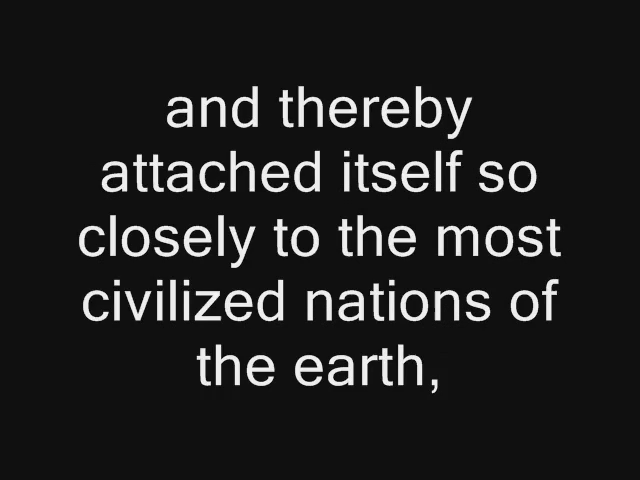 and thereby
attached itself so
closely to the most
civilized nations of
the earth,